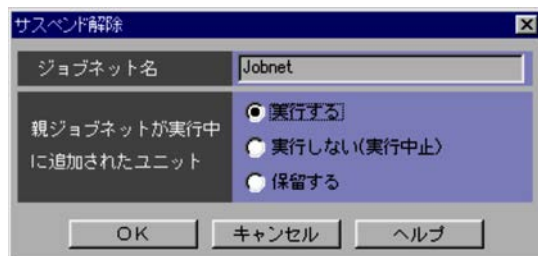 サスペンド解除
ジョブネット名
Jobnet
親ジョブネットが実行中
に追加されたユニット
実行する
実行しない(実行中止)
保留する
OK
キャンセル
ヘルプ